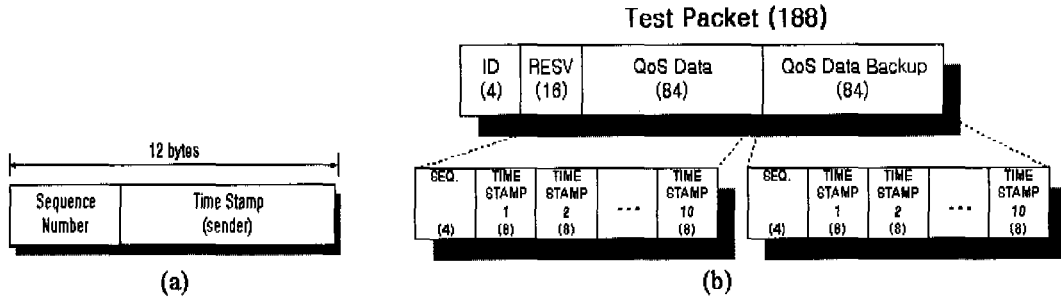 Test Packet (188)
ID
(4)
RESV
(16)
QoS Data
(84)
QoS Data Backup
(84)
12 bytes
Sequence
Number
Time Stamp
(sender)
(a)
SEQ.
(4)
TIME
STAMP
1
(8)
TIME
STAMP
2
(8)
...
TIME
STAMP
10
(8)
SEQ.
(4)
TIME
STAMP
1
(8)
TIME
STAMP
2
(8)
...
TIME
STAMP
10
(8)
(b)